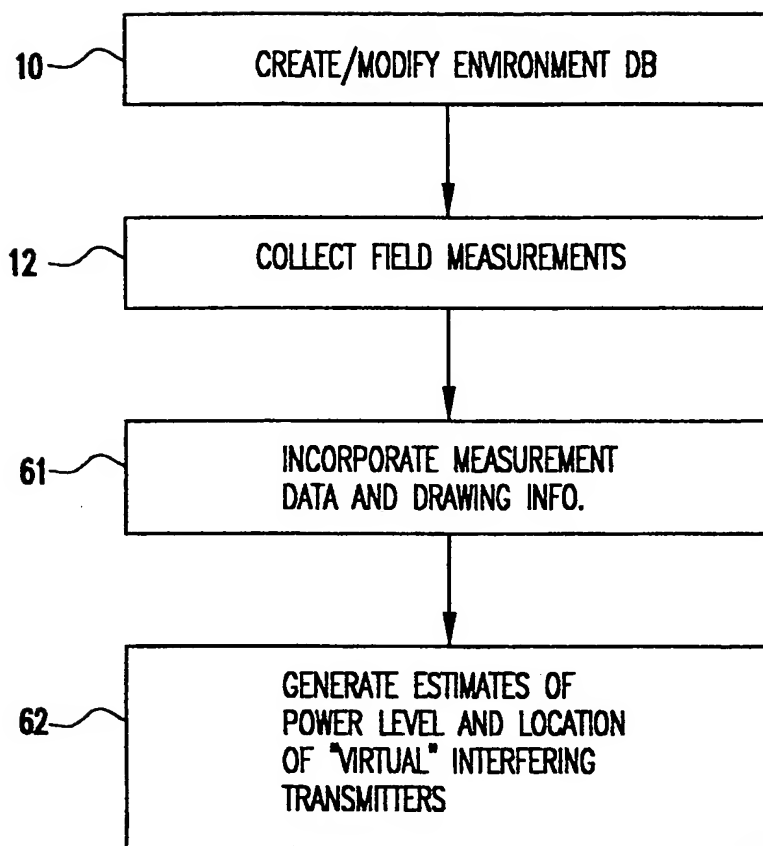 10
CREATE/MODIFY ENVIRONMENT DB
12
COLLECT FIELD MEASUREMENTS
61
INCORPORATE MEASUREMENT
DATA AND DRAWING INFO.
62
GENERATE ESTIMATES OF
POWER LEVEL AND LOCATION
OF "VIRTUAL" INTERFERING
TRANSMITTERS